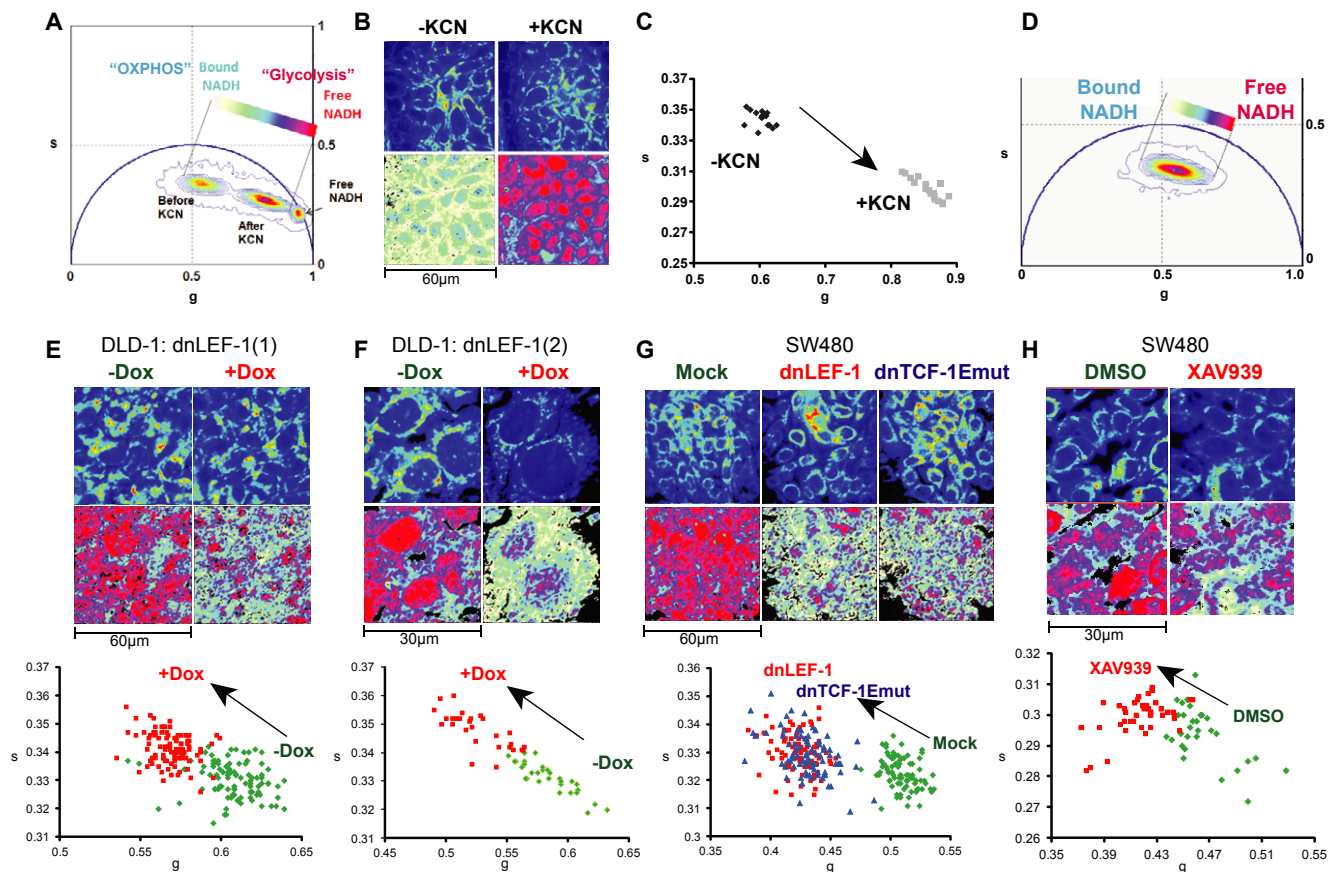 A
1
"OXPHOS"
Bound
NADH
"Glycolysis"
Free
NADH
s
0.5
Before
KCN
After
KCN
Free
NADH
0
0
0.5
1
g
B
-KCN
+KCN
60µm
C
0.37
0.35
0.33
s
0.31
0.29
0.27
0.25
-KCN
+KCN
0.5
0.6
0.7
0.8
0.9
g
D
Bound
NADH
Free
NADH
0.5
s
0
0
0.5
1.0
g
E
DLD-1: dnLEF-1(1)
-Dox
+Dox
60µm
0.37
0.36
0.35
0.34
s
0.33
0.32
0.31
+Dox
-Dox
0.5
0.55
0.6
0.65
g
F
DLD-1: dnLEF-1(2)
-Dox
+Dox
30µm
0.37
0.36
0.35
0.34
s
0.33
0.32
0.31
+Dox
-Dox
0.45
0.5
0.55
0.6
0.65
g
G
SW480
Mock
dnLEF-1
dnTCF-1Emut
60µm
0.36
0.35
0.34
0.33
s
0.32
0.31
0.3
dnLEF-1
dnTCF-1Emut
Mock
0.35
0.4
0.45
0.5
0.55
g
H
SW480
DMSO
XAV939
30µm
0.32
0.31
0.3
0.29
s
0.28
0.27
0.26
XAV939
DMSO
0.35
0.39
0.43
0.47
0.51
0.55
g